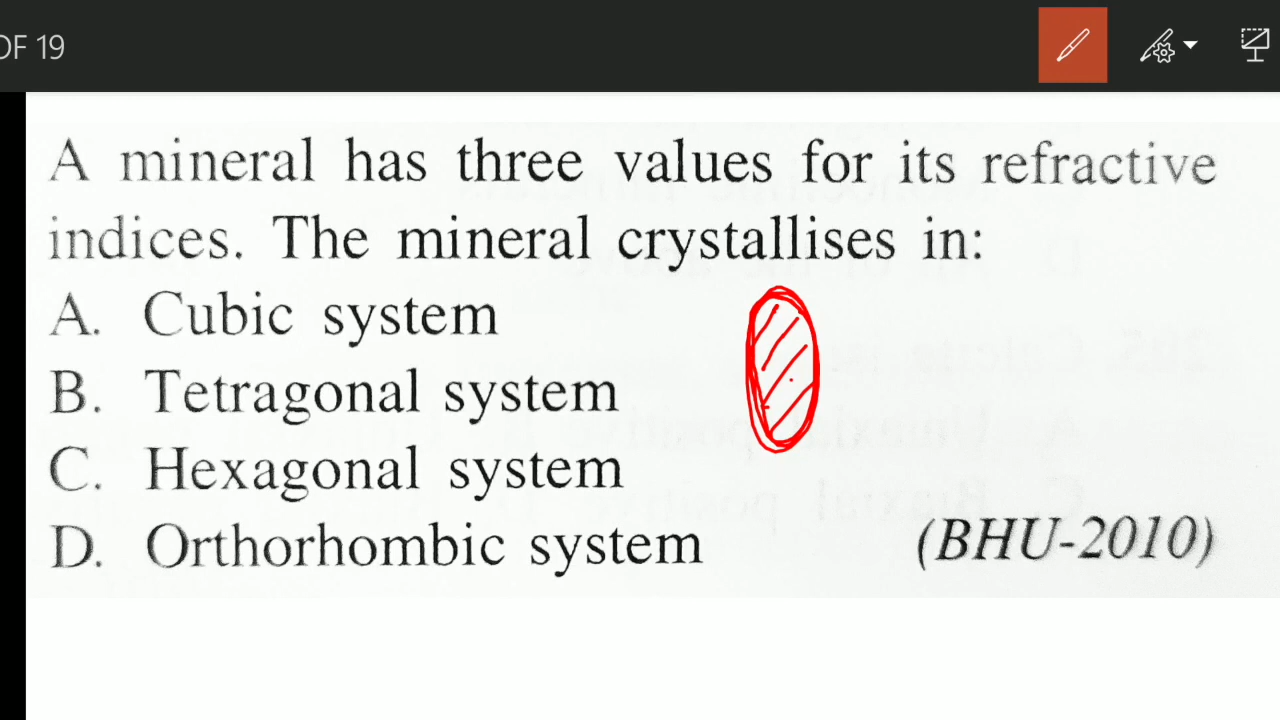 OF 19
A mineral has three values for its refractive
indices. The mineral crystallises in:
A. Cubic system
B. Tetragonal system
C. Hexagonal system
D. Orthorhombic system (BHU-2010)